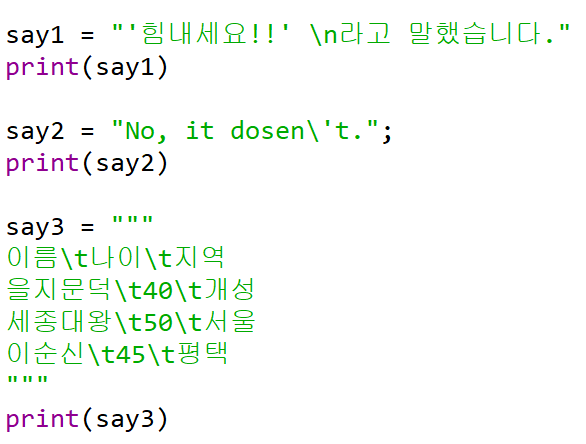 say1 = "'힘내세요!!' \n라고 말했습니다."
print(say1)
say2 = "No, it dosen\'t.";
print(say2)
say3 = """
이름\t나이\t지역
을지문덕\t40\t개성
세종대왕\t50\t서울
이순신\t45\t평택
"""
print(say3)